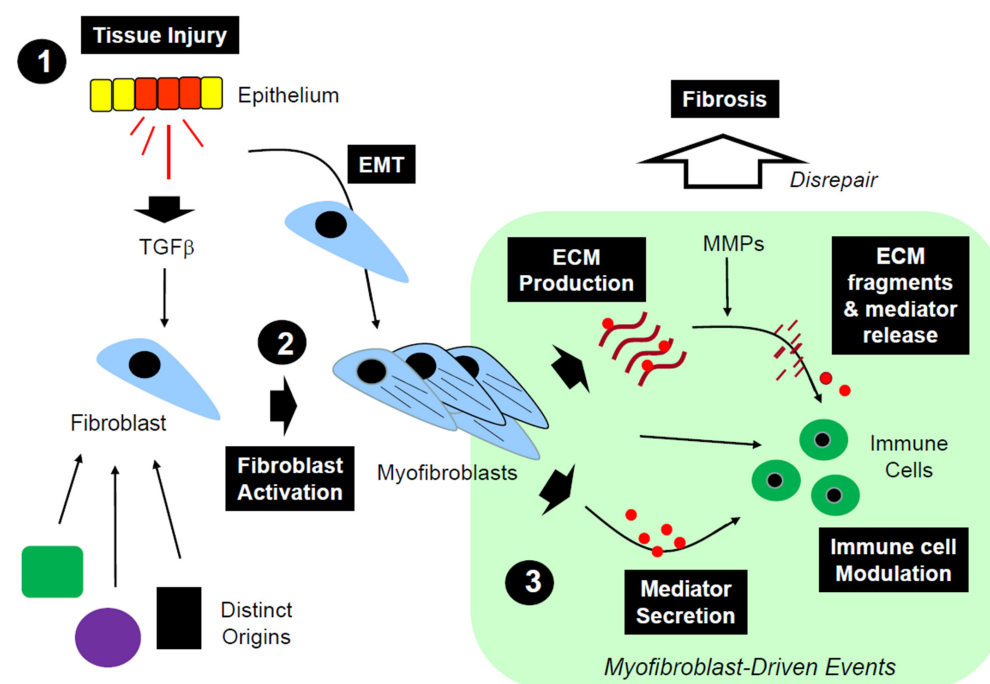 1
Tissue Injury
Epithelium
EMT
TGFβ
Fibroblast
Distinct
Origins
2
Fibroblast
Activation
Myofibroblasts
Fibrosis
Disrepair
ECM
Production
MMPs
ECM
fragments
& mediator
release
Immune
Cells
Immune cell
Modulation
3
Mediator
Secretion
Myofibroblast-Driven Events